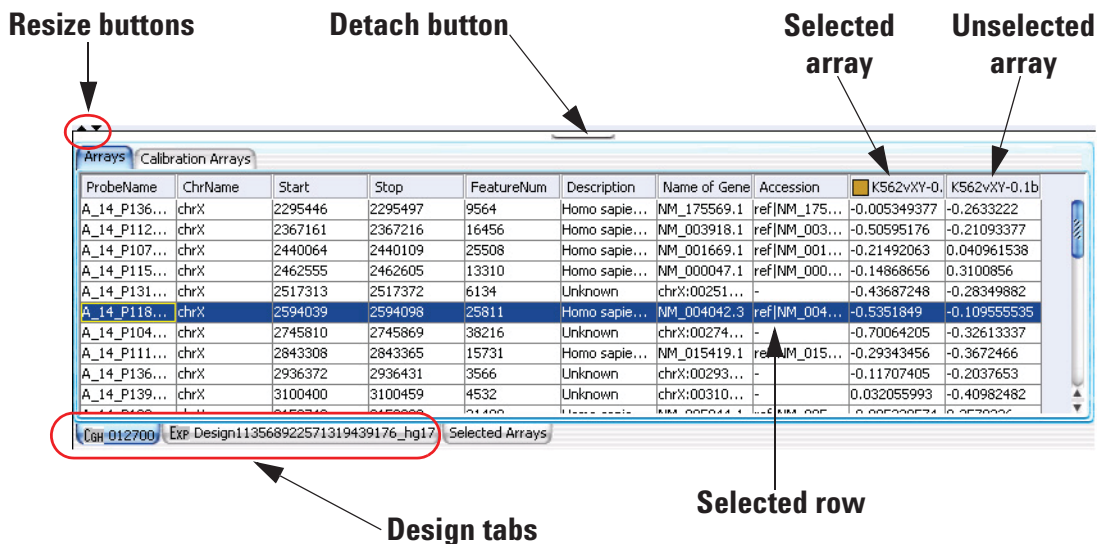 Resize buttons Detach button Selected array Unselected array
Arrays Calibration Arrays
ProbeName ChrName Start Stop FeatureNum Description Name of Gene Accession K562vXY-0. K562vXY-0.1b
A_14_P136... chrX 2295446 2295497 9564 Homo sapie... NM_175569.1 ref|NM_175... -0.005349377 -0.2633222
A_14_P112... chrX 2367161 2367216 16456 Homo sapie... NM_003918.1 ref|NM_003... -0.50595176 -0.21093377
A_14_P107... chrX 2440064 2440109 25508 Homo sapie... NM_001669.1 ref|NM_001... -0.21492063 0.040961538
A_14_P115... chrX 2462555 2462605 13310 Homo sapie... NM_000047.1 ref|NM_000... -0.14868656 0.3100856
A_14_P131... chrX 2517313 2517372 6134 Unknown chrX:00251... - -0.43687248 -0.28349882
A_14_P118... chrX 2594039 2594098 25811 Homo sapie... NM_004042.3 ref|NM_004... -0.5351849 -0.109555535
A_14_P104... chrX 2745810 2745869 38216 Unknown chrX:00274... - -0.70064205 -0.32613337
A_14_P111... chrX 2843308 2843365 15731 Homo sapie... NM_015419.1 ref|NM_015... -0.29343456 -0.3672466
A_14_P136... chrX 2936372 2936431 3566 Unknown chrX:00293... - -0.11707405 -0.2037653
A_14_P139... chrX 3100400 3100459 4532 Unknown chrX:00310... - 0.032055993 -0.40982482
CGH 012700 EXP Design113568922571319439176_hg17 Selected Arrays
Selected row
Design tabs